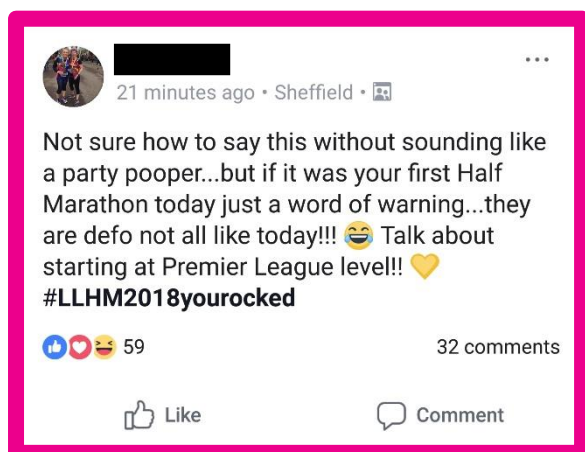 21 minutes ago • Sheffield •
Not sure how to say this without sounding like
a party pooper...but if it was your first Half
Marathon today just a word of warning...they
are defo not all like today!!! 😂 Talk about
starting at Premier League level!! 💛
#LLHM2018yourocked
59
32 comments
Like
Comment